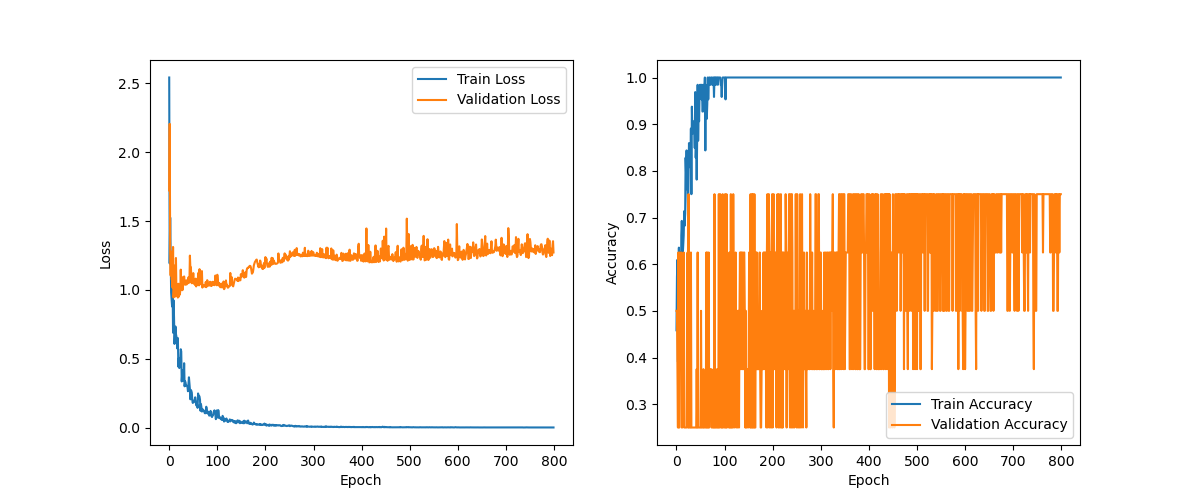 2.5
2.0
1.5
1.0
0.5
0.0
Loss
0 100 200 300 400 500 600 700 800
Epoch
Train Loss
Validation Loss
1.0
0.9
0.8
0.7
0.6
0.5
0.4
0.3
Accuracy
0 100 200 300 400 500 600 700 800
Epoch
Train Accuracy
Validation Accuracy